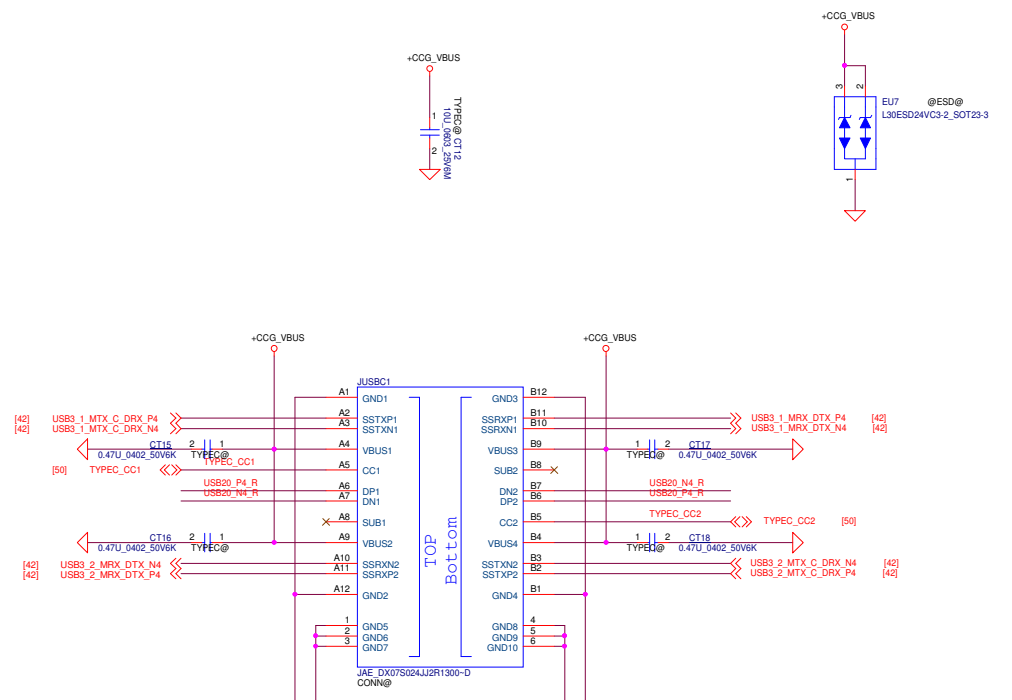 +CCG_VBUS
+CCG_VBUS
1
2
TYPEC@ CT12
10U_0603_25V6M
3
2
EU7 @ESD@
L30ESD24VC3-2_SOT23-3
1
+CCG_VBUS
+CCG_VBUS
JUSBC1
A1 GND1 GND3 B12
[42] USB3_1_MTX_C_DRX_P4 A2 SSTXP1 SSRXP1 B11 USB3_1_MRX_DTX_P4 [42]
[42] USB3_1_MTX_C_DRX_N4 A3 SSTXN1 SSRXN1 B10 USB3_1_MRX_DTX_N4 [42]
CT15 2 1 A4 VBUS1 VBUS3 B9 1 2 CT17
0.47U_0402_50V6K TYPEC@ TYPEC@ 0.47U_0402_50V6K
TYPEC_CC1
[50] TYPEC_CC1 A5 CC1 SUB2 B8
USB20_P4_R A6 DP1 DN2 B7 USB20_N4_R
USB20_N4_R A7 DN1 DP2 B6 USB20_P4_R
A8 SUB1 CC2 B5 TYPEC_CC2 TYPEC_CC2 [50]
CT16 2 1 A9 VBUS2 VBUS4 B4 1 2 CT18
0.47U_0402_50V6K TYPEC@ TYPEC@ 0.47U_0402_50V6K
[42] USB3_2_MRX_DTX_N4 A10 SSRXN2 SSTXN2 B3 USB3_2_MTX_C_DRX_N4 [42]
[42] USB3_2_MRX_DTX_P4 A11 SSRXP2 SSTXP2 B2 USB3_2_MTX_C_DRX_P4 [42]
A12 GND2 GND4 B1
TOP
Bottom
1 GND5 GND8 4
2 GND6 GND9 5
3 GND7 GND10 6
JAE_DX07S024JJ2R1300~D
CONN@